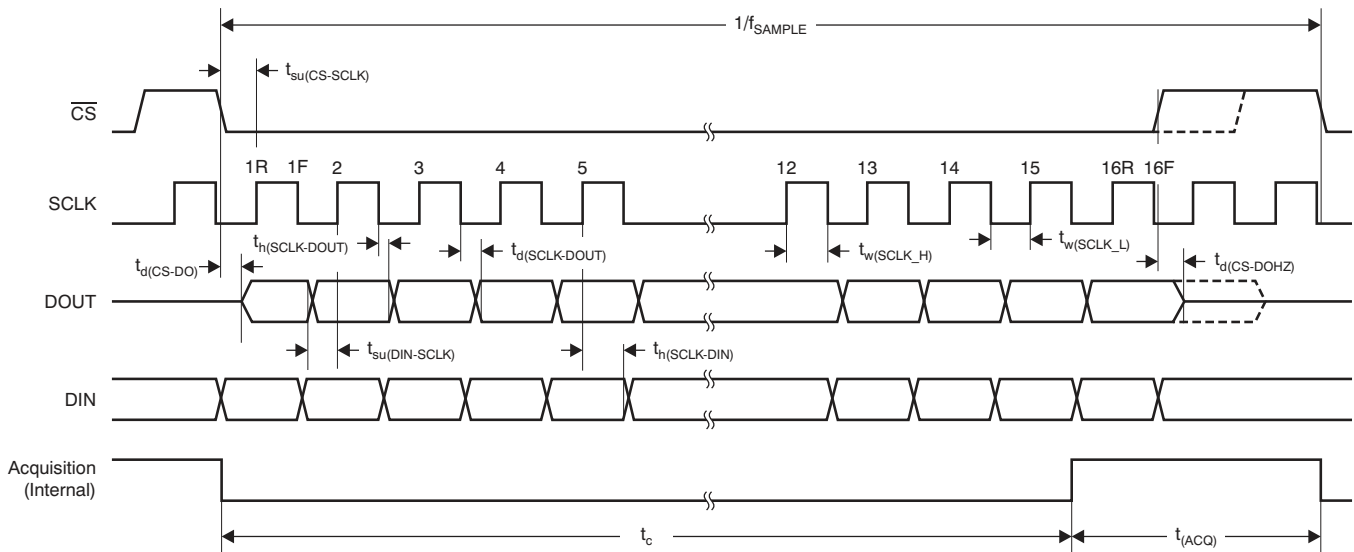 1/fSAMPLE
tsu(CS-SCLK)
CS
1R 1F 2 3 4 5 12 13 14 15 16R 16F
SCLK
th(SCLK-DOUT)
td(SCLK-DOUT)
tw(SCLK_H)
tw(SCLK_L)
td(CS-DO)
td(CS-DOHZ)
DOUT
tsu(DIN-SCLK)
th(SCLK-DIN)
DIN
Acquisition
(Internal)
tc
t(ACQ)